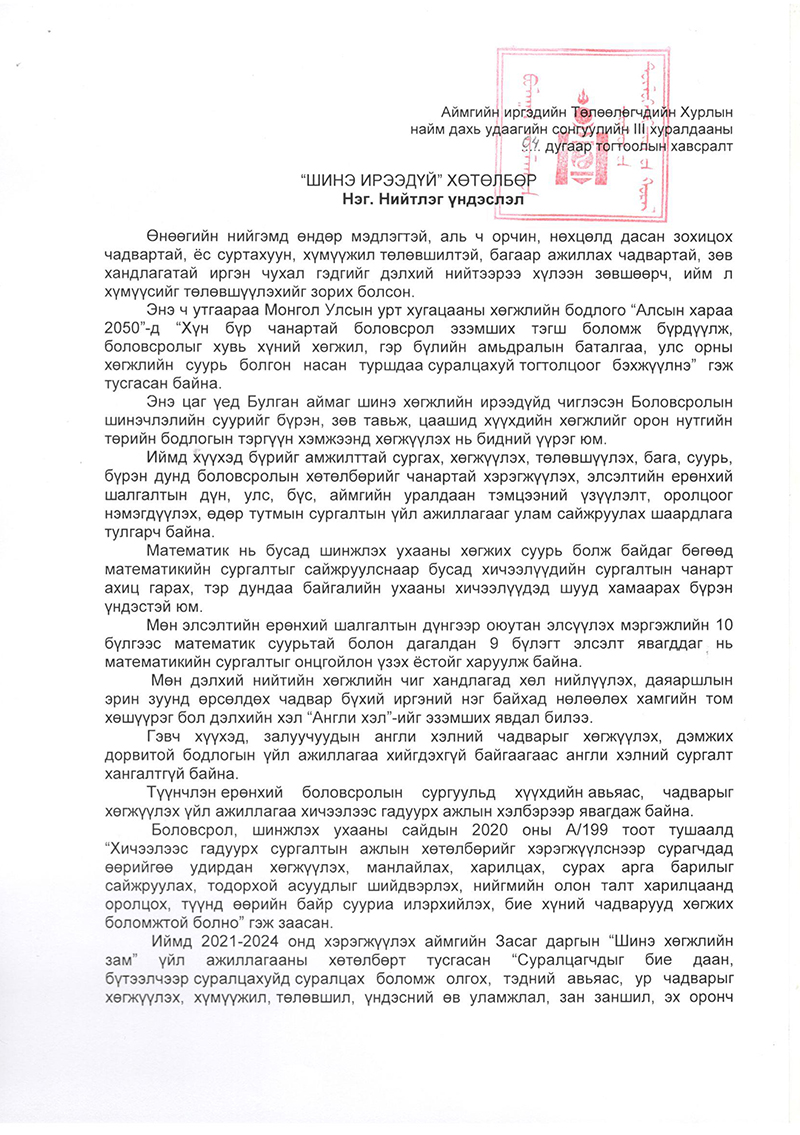 Аймгийн иргэдийн Төлөөлөгчдийн Хурлын
найм дахь удаагийн сонгуулийн III хуралдааны
04 дугаар тогтоолын хавсралт
“ШИНЭ ИРЭЭДҮЙ” ХӨТӨЛБӨР
Нэг. Нийтлэг үндэслэл
Өнөөгийн нийгэмд өндөр мэдлэгтэй, аль ч орчин, нөхцөлд дасан зохицох
чадвартай, ёс суртахуун, хүмүүжил төлөвшилтэй, багаар ажиллах чадвартай, зөв
хандлагатай иргэн чухал гэдгийг дэлхий нийтээрээ хүлээн зөвшөөрч, ийм л
хүмүүсийг төлөвшүүлэхийг зорих болсон.
Энэ ч утгаараа Монгол Улсын урт хугацааны хөгжлийн бодлого “Алсын хараа
2050”-д “Хүн бүр чанартай боловсрол эзэмших тэгш боломж бүрдүүлж,
боловсролыг хувь хүний хөгжил, гэр бүлийн амьдралын баталгаа, улс орны
хөгжлийн суурь болгон насан туршдаа суралцахуй тогтолцоог бэхжүүлнэ” гэж
тусгасан байна.
Энэ цаг үед Булган аймаг шинэ хөгжлийн ирээдүйд чиглэсэн Боловсролын
шинэчлэлийн суурийг бүрэн, зөв тавьж, цаашид хүүхдийн хөгжлийг орон нутгийн
төрийн бодлогын тэргүүн хэмжээнд хөгжүүлэх нь бидний үүрэг юм.
Иймд хүүхэд бүрийг амжилттай сургах, хөгжүүлэх, төлөвшүүлэх, бага, суурь,
бүрэн дунд боловсролын хөтөлбөрийг чанартай хэрэгжүүлэх, элсэлтийн ерөнхий
шалгалтын дүн, улс, бүс, аймгийн уралдаан тэмцээний үзүүлэлт, оролцоог
нэмэгдүүлэх, өдөр тутмын сургалтын үйл ажиллагааг улам сайжруулах шаардлага
тулгарч байна.
Математик нь бусад шинжлэх ухааны хөгжих суурь болж байдаг бөгөөд
математикийн сургалтыг сайжруулснаар бусад хичээлүүдийн сургалтын чанарт
ахиц гарах, тэр дундаа байгалийн ухааны хичээлүүдэд шууд хамаарах бүрэн
үндэстэй юм.
Мөн элсэлтийн ерөнхий шалгалтын дүнгээр оюутан элсүүлэх мэргэжлийн 10
бүлгээс математик суурьтай болон дагалдан 9 бүлэгт элсэлт явагддаг нь
математикийн сургалтыг онцгойлон үзэх ёстойг харуулж байна.
Мөн дэлхий нийтийн хөгжлийн чиг хандлагад хөл нийлүүлэх, даяаршлын
эрин зуунд өрсөлдөх чадвар бүхий иргэний нэг байхад нөлөөлөх хамгийн том
хөшүүрэг бол дэлхийн хэл “Англи хэл”-ийг эзэмших явдал билээ.
Гэвч хүүхэд, залуучуудын англи хэлний чадварыг хөгжүүлэх, дэмжих
дорвитой бодлогын үйл ажиллагаа хийгдэхгүй байгаагаас англи хэлний сургалт
хангалтгүй байна.
Түүнчлэн ерөнхий боловсролын сургуульд хүүхдийн авьяас, чадварыг
хөгжүүлэх үйл ажиллагаа хичээлээс гадуурх ажлын хэлбэрээр явагдаж байна.
Боловсрол, шинжлэх ухааны сайдын 2020 оны А/199 тоот тушаалд
“Хичээлээс гадуурх сургалтын ажлын хөтөлбөрийг хэрэгжүүлснээр сурагчдад
өөрийгөө удирдан хөгжүүлэх, манлайлах, харилцах, сурах арга барилыг
сайжруулах, тодорхой асуудлыг шийдвэрлэх, нийгмийн олон талт харилцаанд
оролцох, түүнд өөрийн байр сууриа илэрхийлэх, бие хүний чадварууд хөгжих
боломжтой болно” гэж заасан.
Иймд 2021-2024 онд хэрэгжүүлэх аймгийн Засаг даргын “Шинэ хөгжлийн
зам” үйл ажиллагааны хөтөлбөрт тусгасан “Суралцагчдыг бие даан,
бүтээлчээр суралцахуйд суралцах боломж олгох, тэдний авьяас, ур чадварыг
хөгжүүлэх, хүмүүжил, төлөвшил, үндэсний өв уламжлал, зан заншил, эх оронч